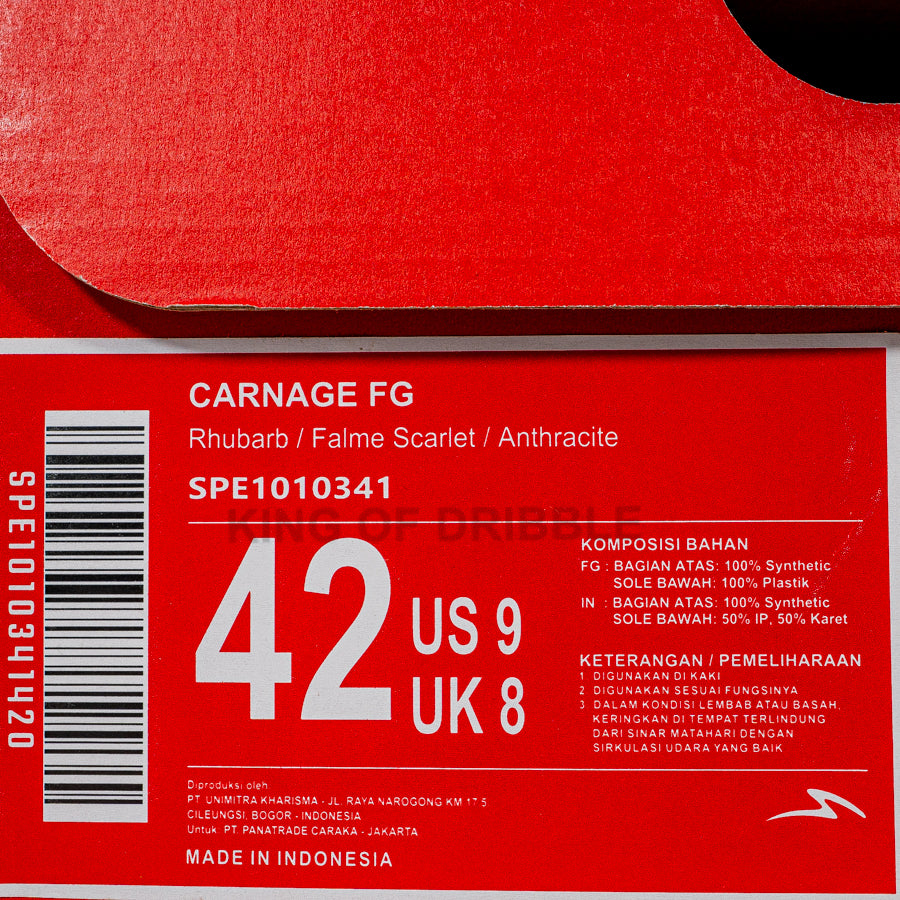 CARNAGE FG
Rhubarb / Falme Scarlet / Anthracite
SPE1010341
KING OF DRIBBLE
SPE1010341420
42
US 9
UK 8
KOMPOSISI BAHAN
FG : BAGIAN ATAS: 100% Synthetic
SOLE BAWAH: 100% Plastik
IN : BAGIAN ATAS: 100% Synthetic
SOLE BAWAH: 50% IP, 50% Karet
KETERANGAN / PEMELIHARAAN
1 DIGUNAKAN DI KAKI
2 DIGUNAKAN SESUAI FUNGSINYA
3 DALAM KONDISI LEMBAB ATAU BASAH,
KERINGKAN DI TEMPAT TERLINDUNG
DARI SINAR MATAHARI DENGAN
SIRKULASI UDARA YANG BAIK
Diproduksi oleh:
PT. UNIMITRA KHARISMA - JL. RAYA NAROGONG KM 17.5
CILEUNGSI, BOGOR - INDONESIA
Untuk: PT. PANATRADE CARAKA - JAKARTA
MADE IN INDONESIA